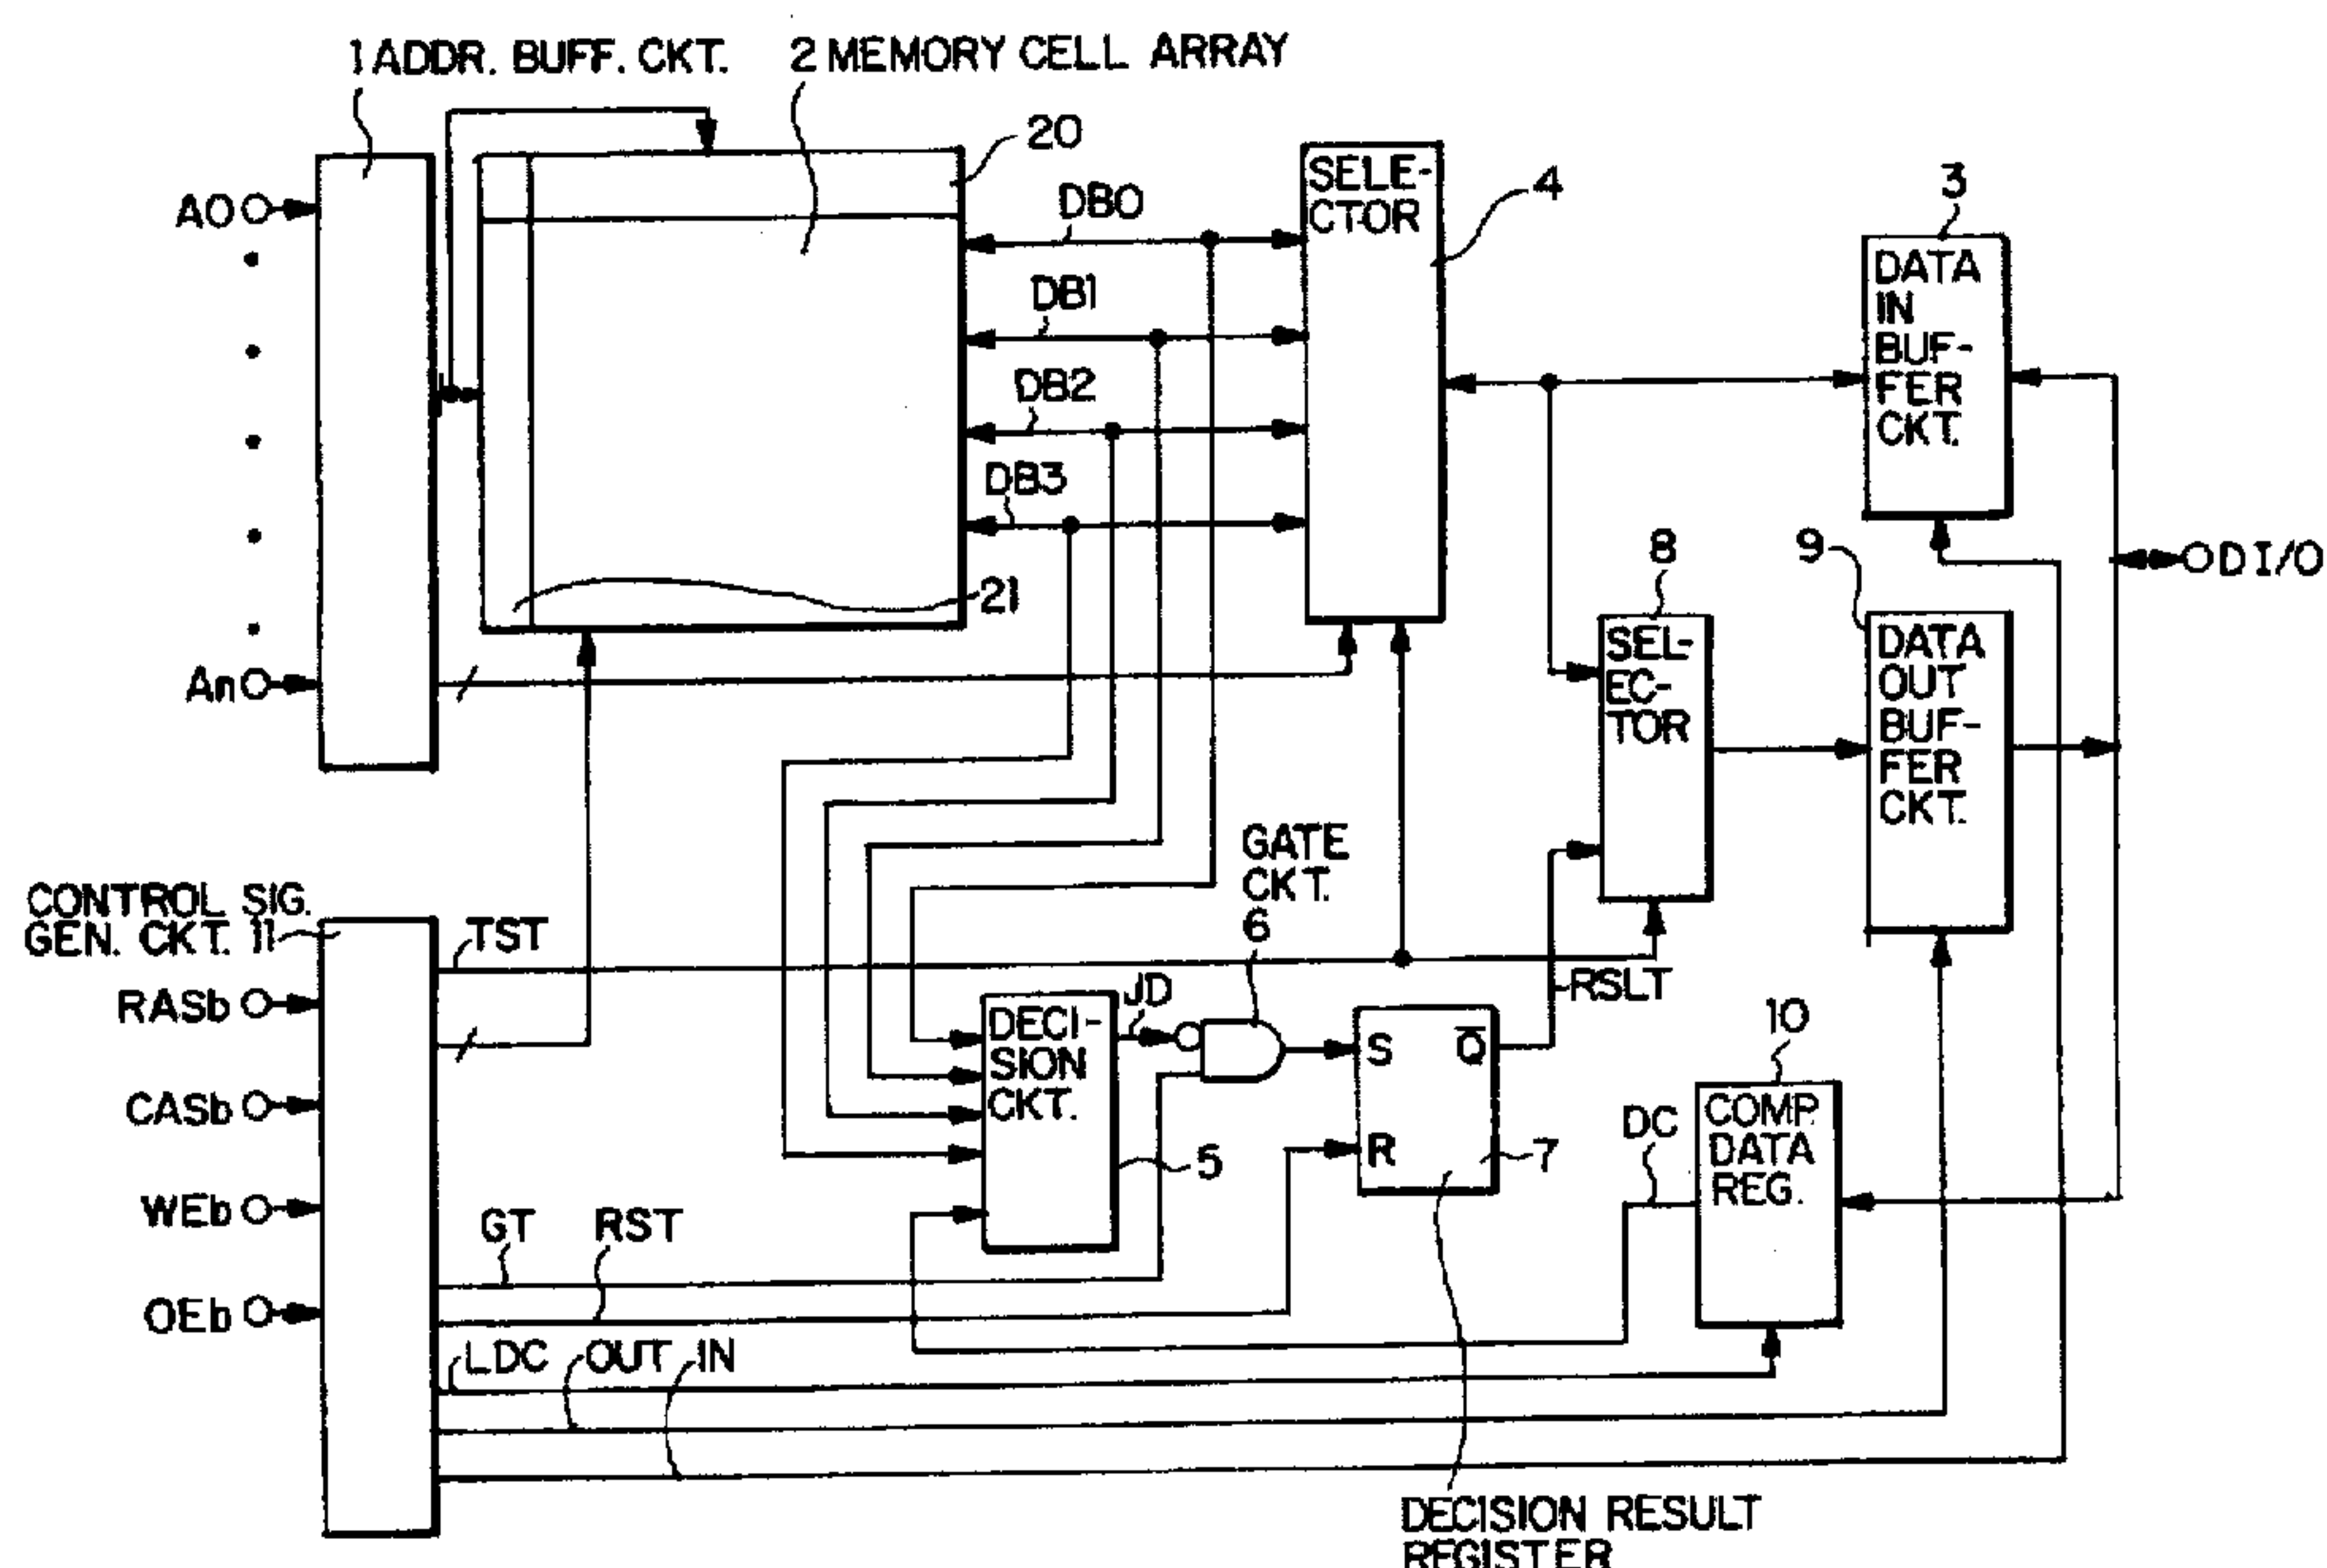 1 ADDR. BUFF. CKT.
2 MEMORY CELL ARRAY
20
A0
An
DB0
DB1
DB2
DB3
21
SELE-
CTOR
4
3
DATA
IN
BUF-
FER
CKT.
D I/O
8
SEL-
EC-
TOR
9
DATA
OUT
BUF-
FER
CKT.
GATE
CKT.
6
CONTROL SIG.
GEN. CKT. 11
TST
RASb
CASb
WEb
OEb
DECI-
SION
CKT.
5
JD
S Q̅
R
7
RSLT
10
COMP.
DATA
REG.
DC
GT
RST
LDC
OUT
IN
DECISION RESULT
REGISTER